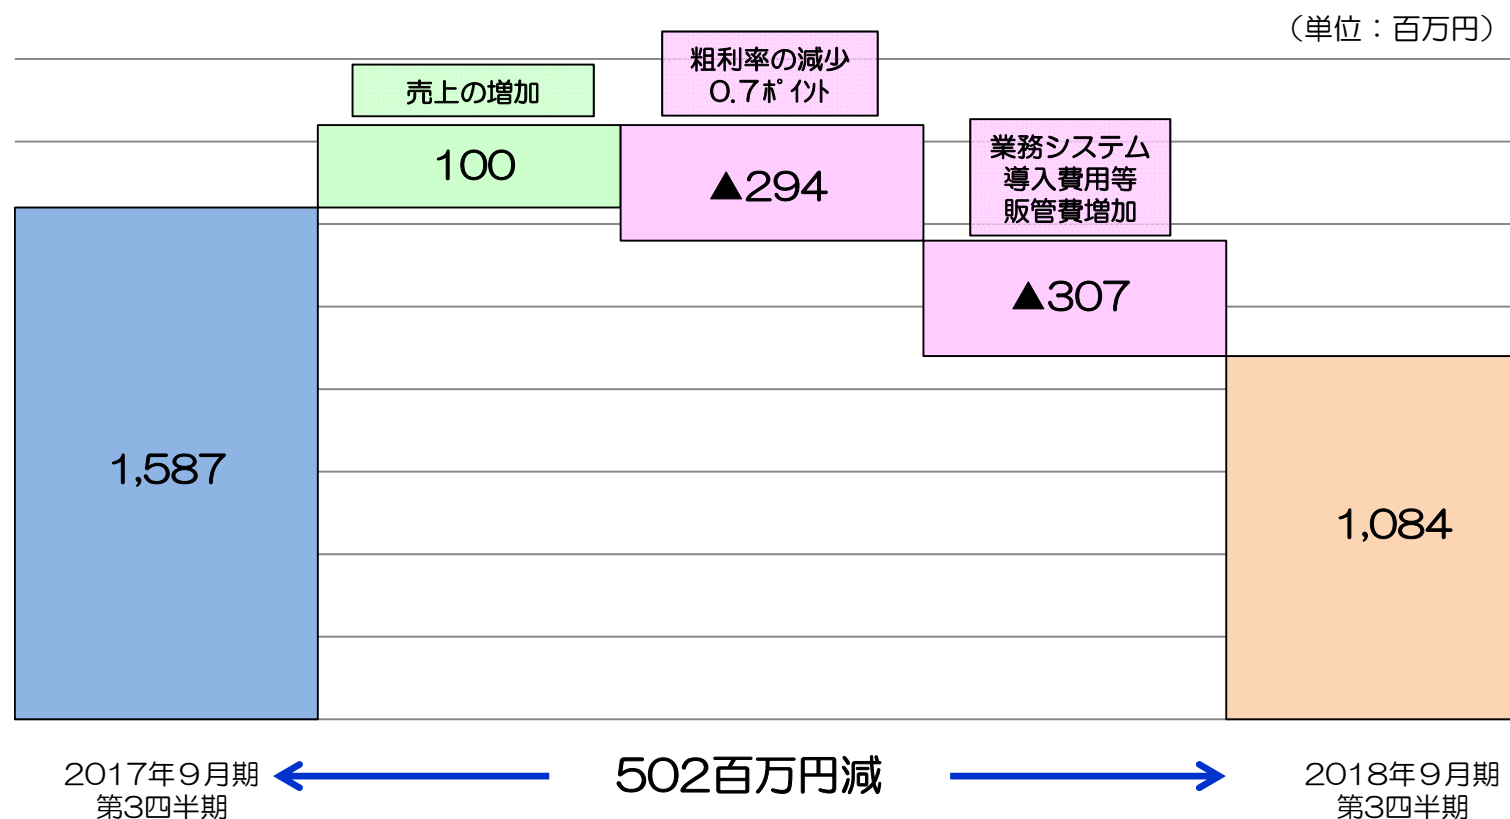 （単位：百万円）
粗利率の減少
0.7ﾎﾟｲﾝﾄ
売上の増加
100
▲294
業務システム
導入費用等
販管費増加
▲307
1,587
1,084
2017年９月期
第3四半期
502百万円減
2018年９月期
第3四半期